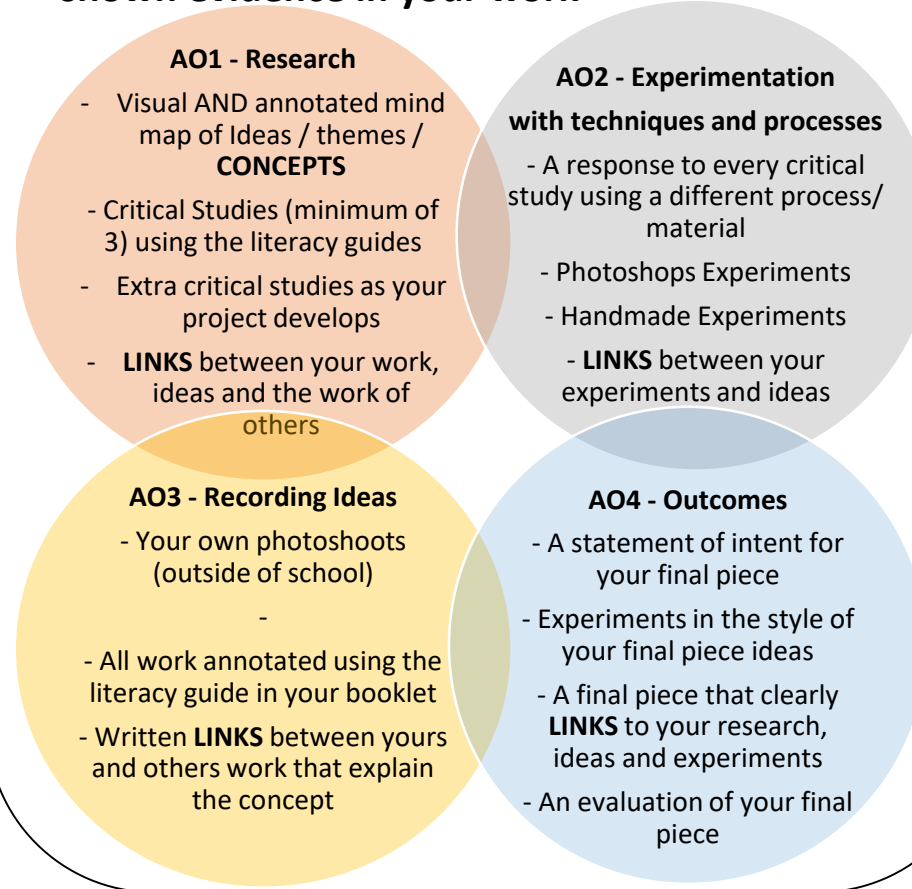 AO1 - Research
- Visual AND annotated mind
map of Ideas / themes /
CONCEPTS
- Critical Studies (minimum of
3) using the literacy guides
- Extra critical studies as your
project develops
- LINKS between your work,
ideas and the work of
others
AO2 - Experimentation
with techniques and processes
- A response to every critical
study using a different process/
material
- Photoshops Experiments
- Handmade Experiments
- LINKS between your
experiments and ideas
AO3 - Recording Ideas
- Your own photoshoots
(outside of school)
-
- All work annotated using the
literacy guide in your booklet
- Written LINKS between yours
and others work that explain
the concept
AO4 - Outcomes
- A statement of intent for
your final piece
- Experiments in the style of
your final piece ideas
- A final piece that clearly
LINKS to your research,
ideas and experiments
- An evaluation of your final
piece